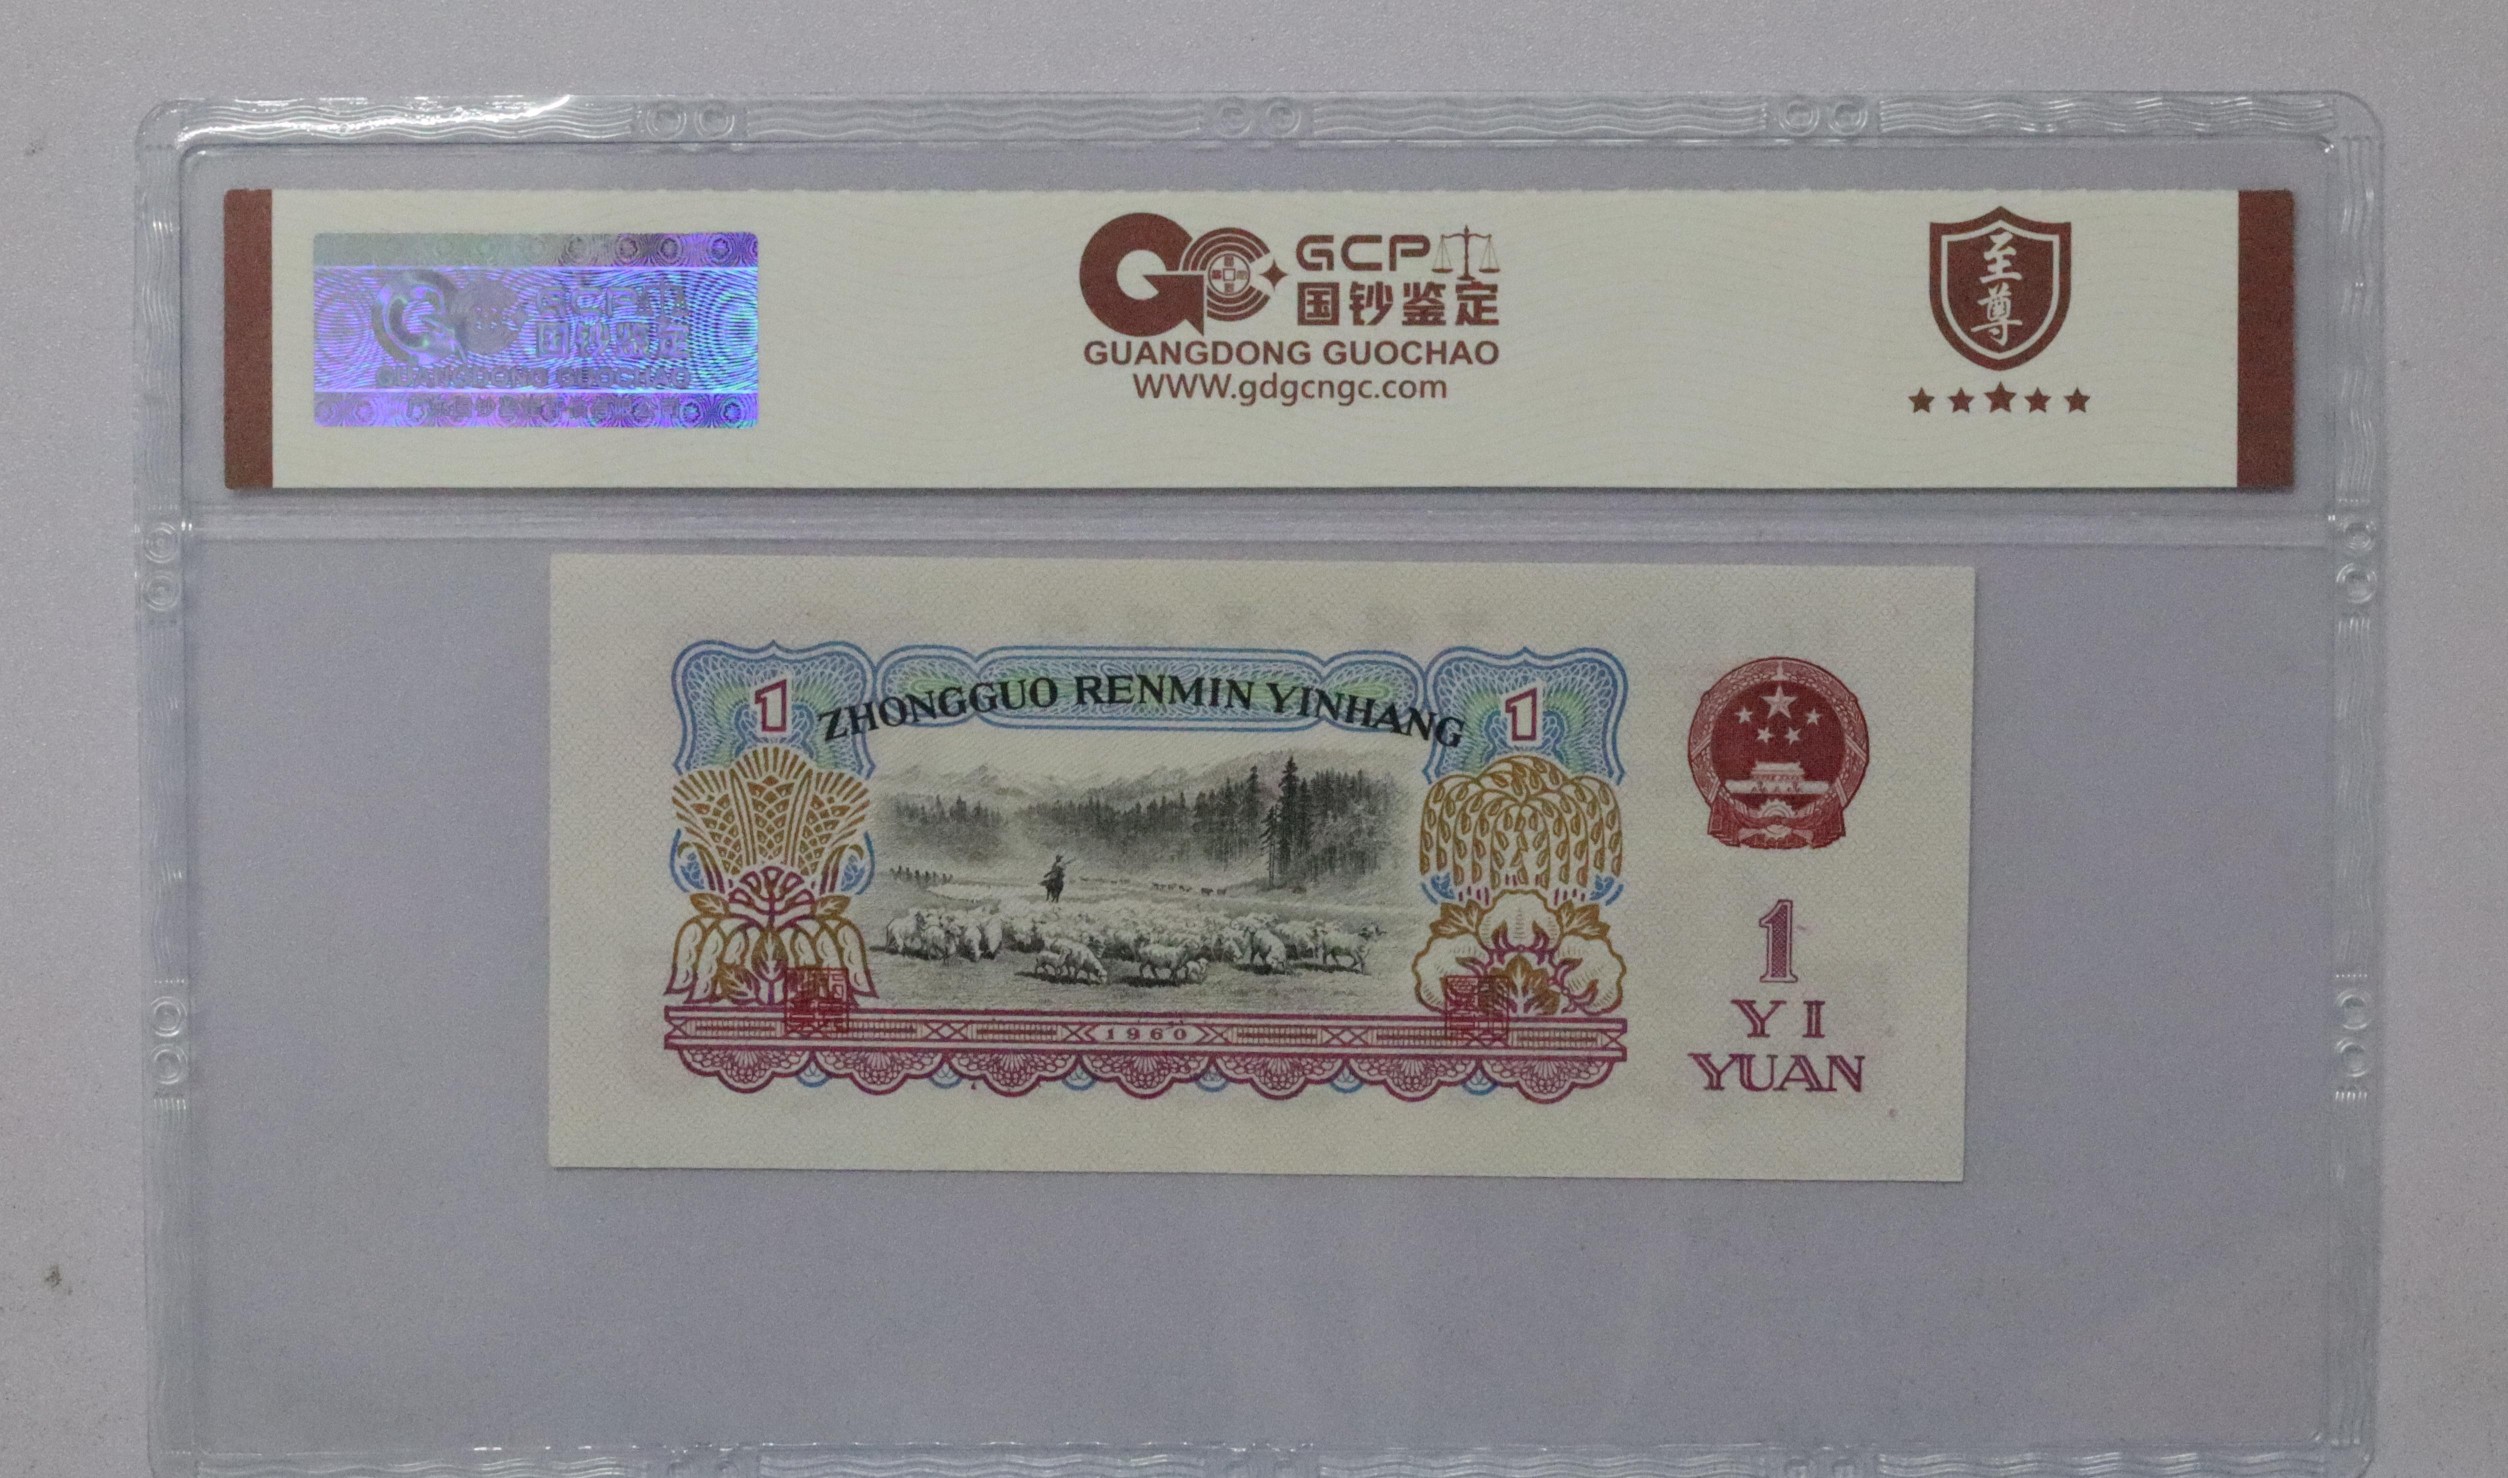 GCP
国钞鉴定
GUANGDONG GUOCHAO
WWW.gdgcngc.com
至
尊
GCP
国钞鉴定
GUANGDONG GUOCHAO
1
ZHONGGUO RENMIN YINHANG
1
1
YI
YUAN
1960